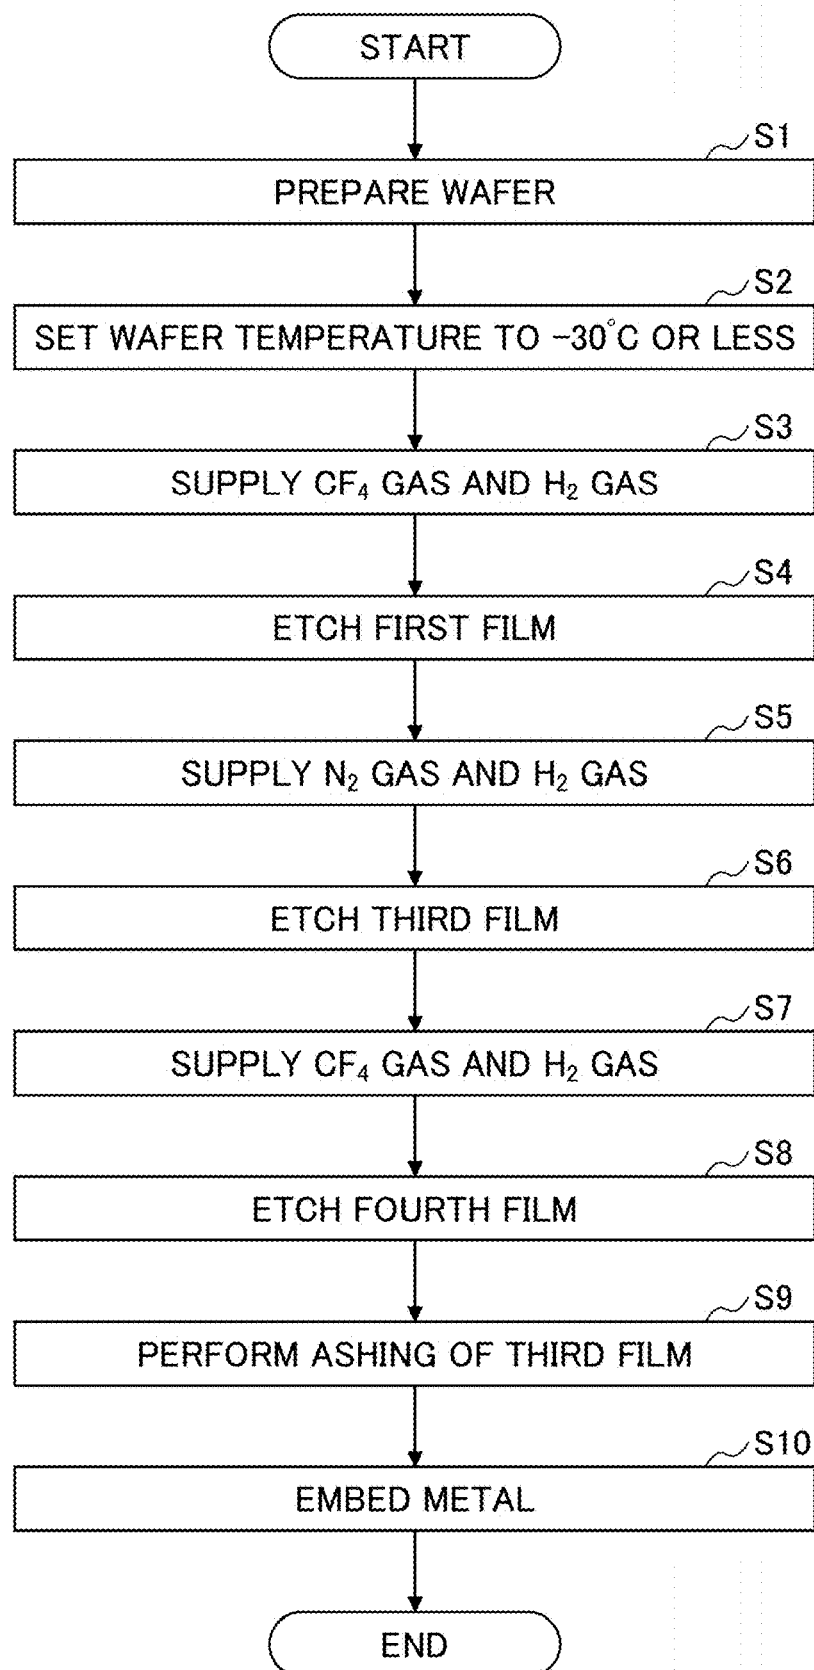 START
S1
PREPARE WAFER
S2
SET WAFER TEMPERATURE TO -30°C OR LESS
S3
SUPPLY CF₄ GAS AND H₂ GAS
S4
ETCH FIRST FILM
S5
SUPPLY N₂ GAS AND H₂ GAS
S6
ETCH THIRD FILM
S7
SUPPLY CF₄ GAS AND H₂ GAS
S8
ETCH FOURTH FILM
S9
PERFORM ASHING OF THIRD FILM
S10
EMBED METAL
END